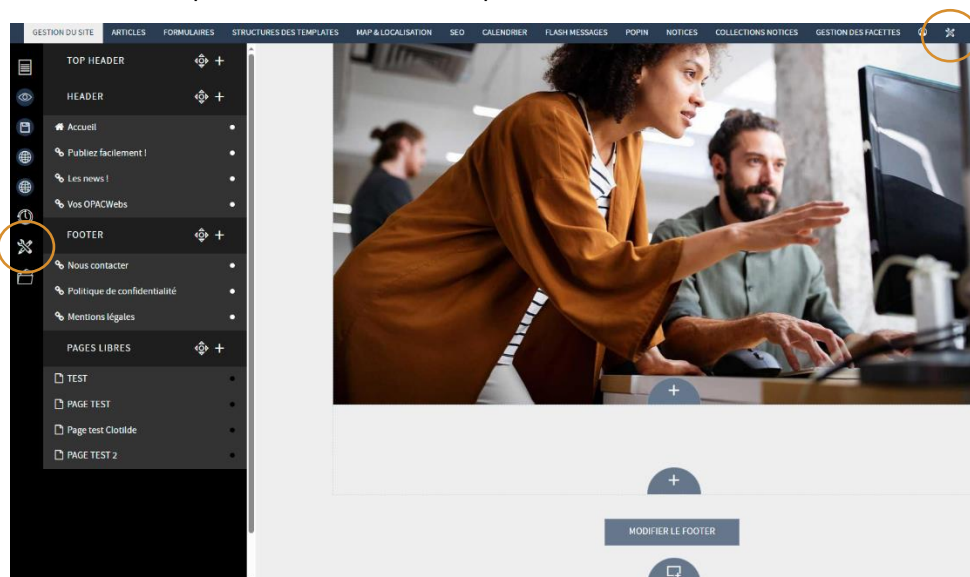 GESTION DU SITE ARTICLES FORMULAIRES STRUCTURES DES TEMPLATES MAP & LOCALISATION SEO CALENDRIER FLASH MESSAGES POPIN NOTICES COLLECTIONS NOTICES GESTION DES FACETTES
TOP HEADER
HEADER
Accueil
Publiez facilement !
Les news !
Vos OPACWebs
FOOTER
Nous contacter
Politique de confidentialité
Mentions légales
PAGES LIBRES
TEST
PAGE TEST
Page test Clotilde
PAGE TEST 2
MODIFIER LE FOOTER